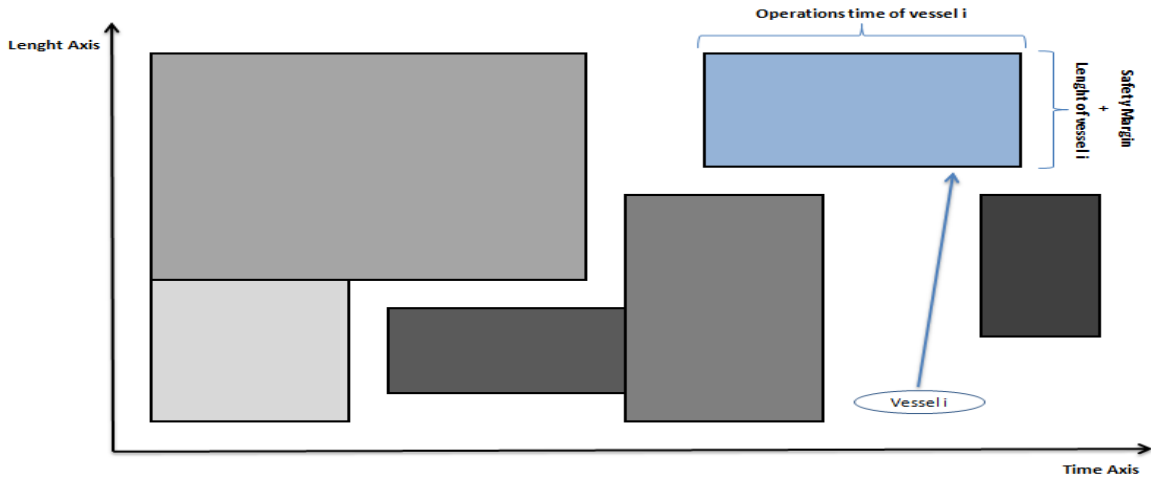 Operations time of vessel i
Lenght Axis
Safety Margin
+
Lenght of vessel i
Vessel i
Time Axis